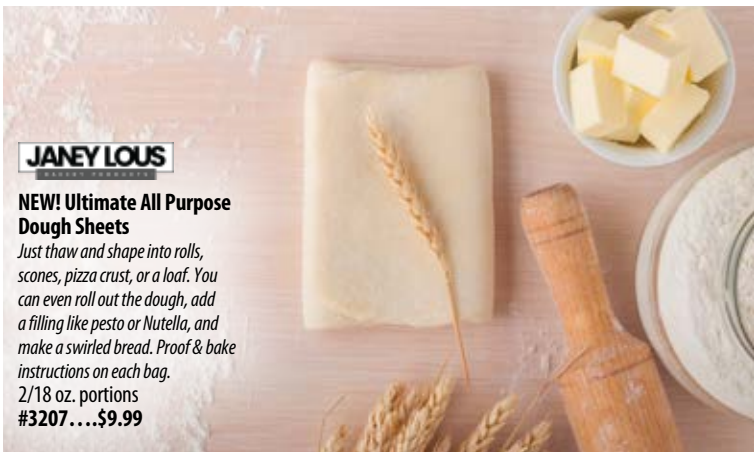 JANEY LOUS
BAKERY PRODUCTS
NEW! Ultimate All Purpose
Dough Sheets
Just thaw and shape into rolls,
scones, pizza crust, or a loaf. You
can even roll out the dough, add
a filling like pesto or Nutella, and
make a swirled bread. Proof & bake
instructions on each bag.
2/18 oz. portions
#3207....$9.99